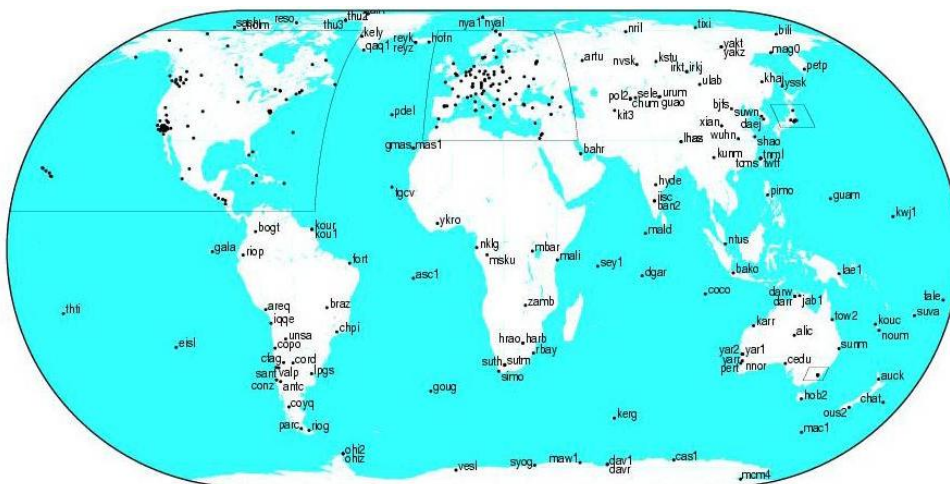 thu2
reso
sash
holm
thu3
kely
qaq1
reyk
reyz
hofn
nya1 nyal
nril
tixi
bili
yakt
yakz
mag0
petp
artu
nvsk
kstu
irkt irkj
ulab
khaj
yssk
pol2
sele urum
chum guao
kit3
bjfs
suwn
daej
xian
wuhn
shao
lhas
kunm
tcms
tnml
twtf
pdel
gmas mas1
bahr
hyde
iisc
ban2
pimo
guam
kwj1
ykro
bogt
kour
kou1
gala
riop
nklg
msku
mbar
mali
mald
ntus
sey1
dgar
bako
lae1
fort
asc1
coco
darw
darr
jab1
tow2
kouc
noum
suva
thti
areq
braz
zamb
iqqe
chpi
karr
alic
eisl
unsa
copo
hrao
harb
rbay
yar2
yar1
yarr
pert
nnor
cedu
sunm
cfag
cord
sant
valp
lpgs
conz
antc
suth
sutm
simo
goug
auck
hob2
chat
ous2
coyq
kerg
mac1
parc
riog
ohi2
ohiz
vesl
syog
maw1
dav1
davr
cas1
mcm4